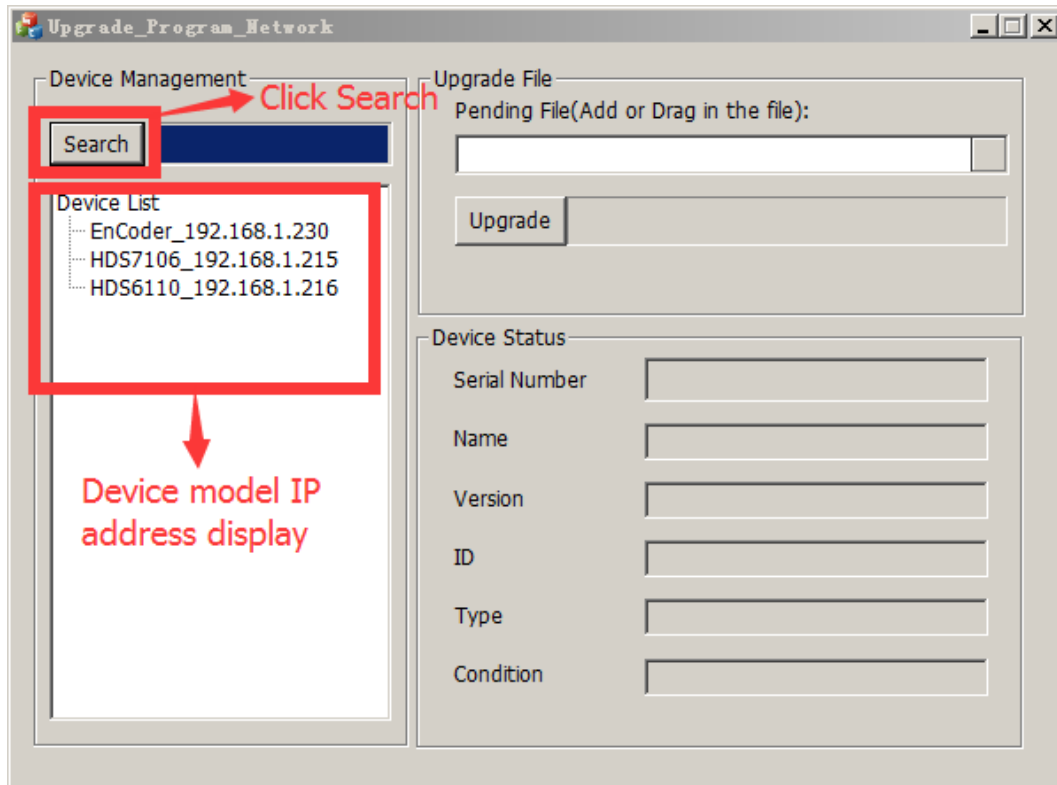 Upgrade_Program_Network
Device Management
Click Search
Search
Device List
EnCoder_192.168.1.230
HDS7106_192.168.1.215
HDS6110_192.168.1.216
Device model IP
address display
Upgrade File
Pending File(Add or Drag in the file):
Upgrade
Device Status
Serial Number
Name
Version
ID
Type
Condition